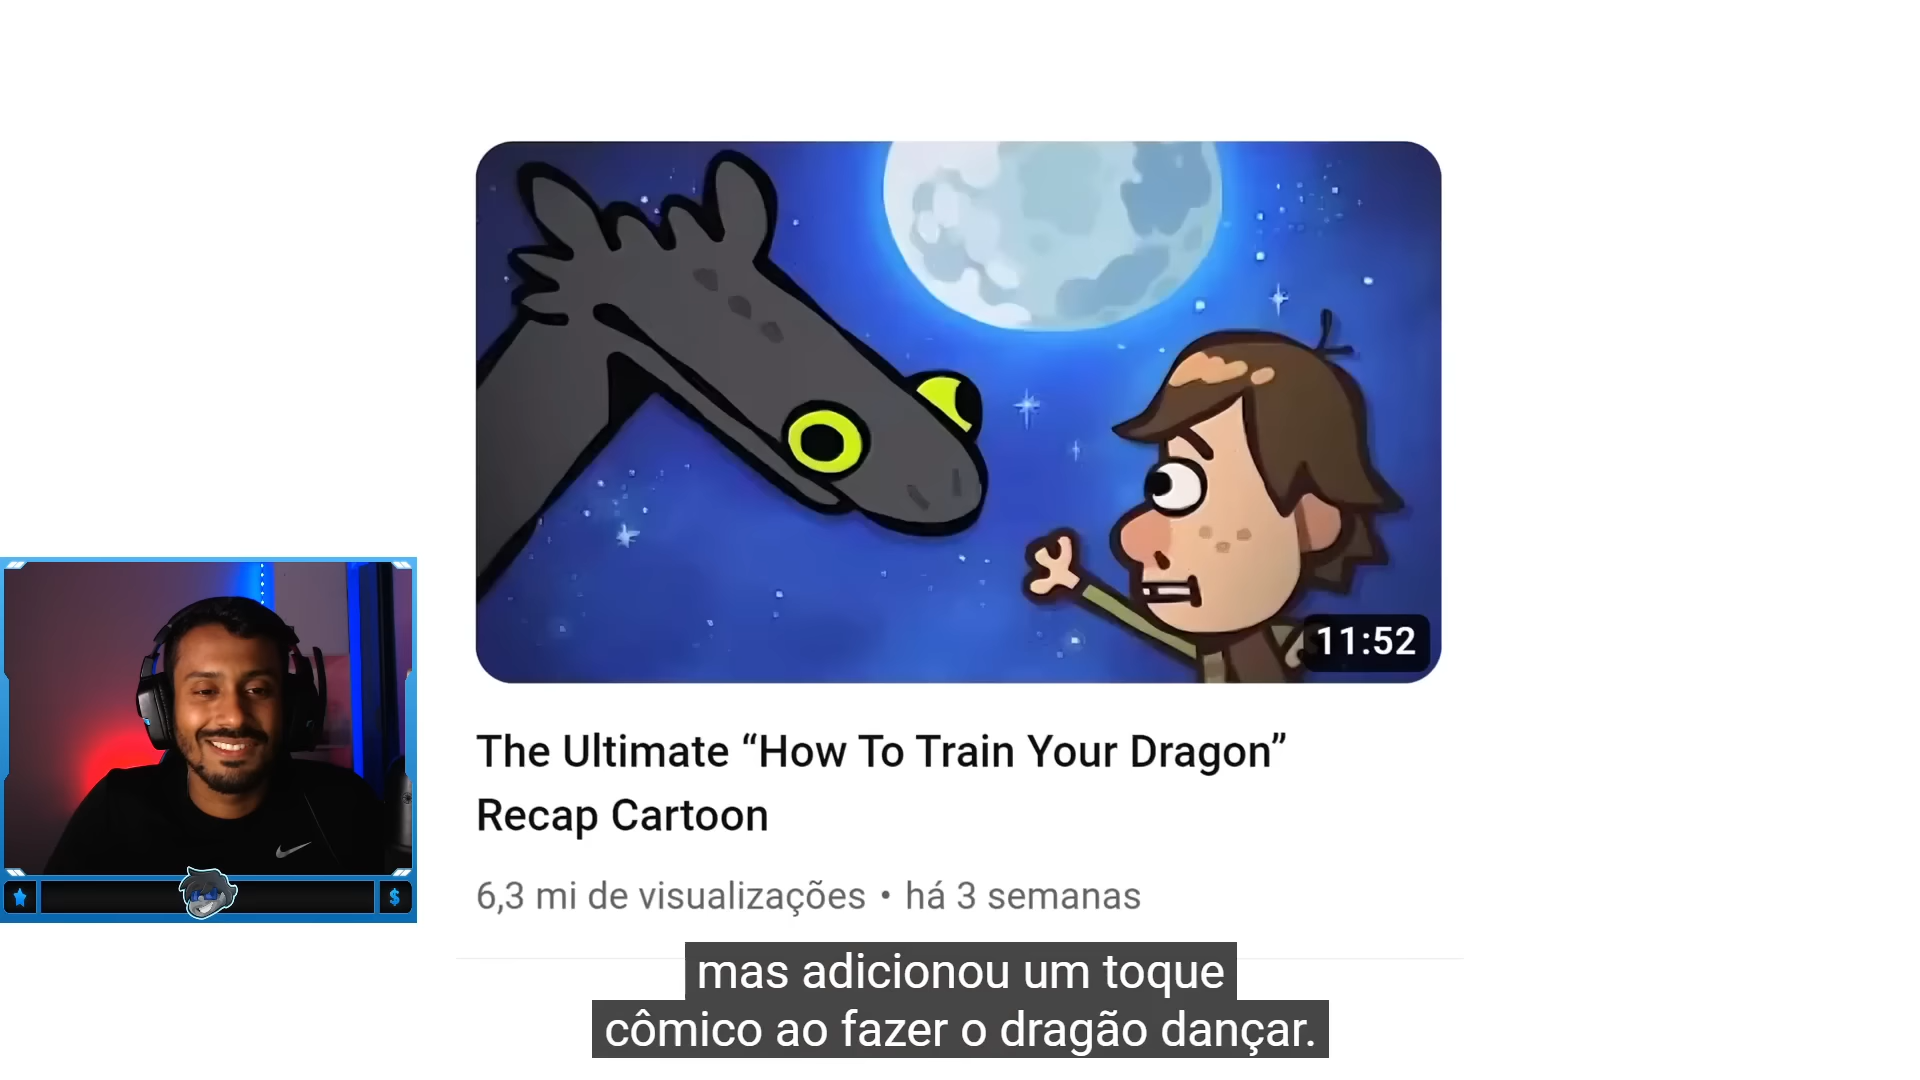 11:52
The Ultimate “How To Train Your Dragon”
Recap Cartoon
6,3 mi de visualizações • há 3 semanas
$
mas adicionou um toque
cômico ao fazer o dragão dançar.